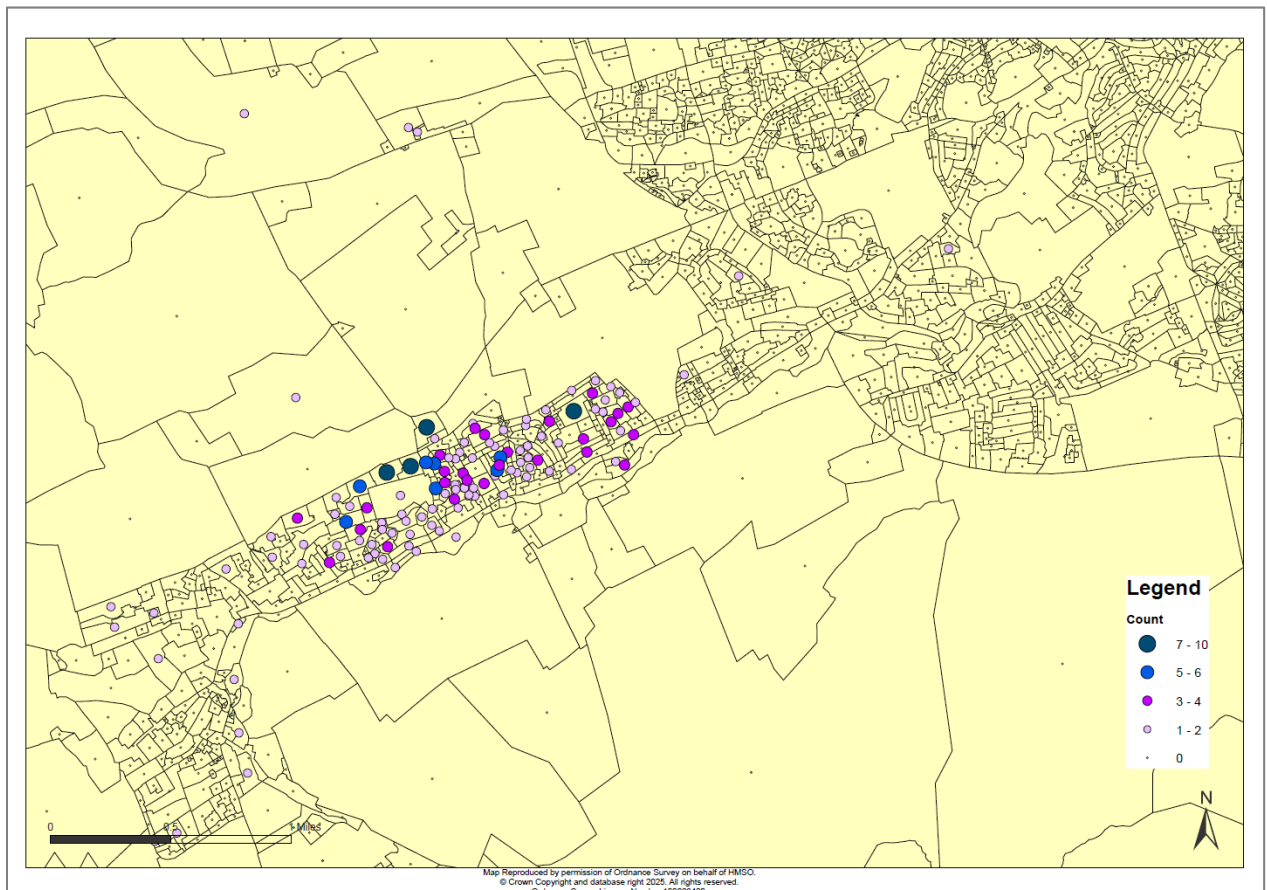 Legend
Count
7 - 10
5 - 6
3 - 4
1 - 2
0
N
0 0.5 1 Miles
Map Reproduced by permission of Ordnance Survey on behalf of HMSO.
© Crown Copyright and database right 2025. All rights reserved.